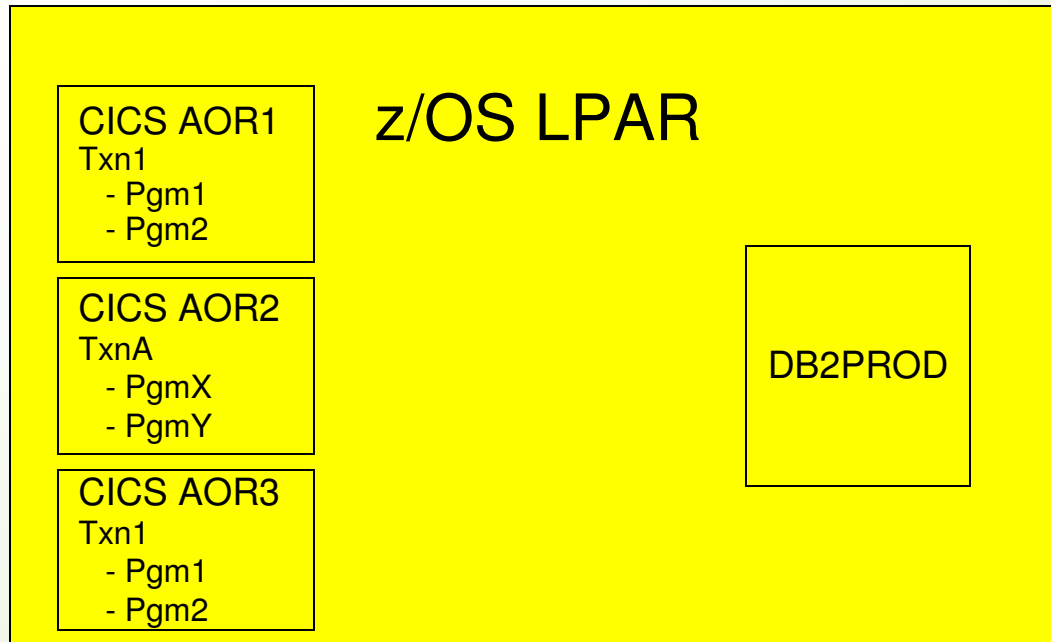 z/OS LPAR
CICS AOR1
Txn1
- Pgm1
- Pgm2
CICS AOR2
TxnA
- PgmX
- PgmY
CICS AOR3
Txn1
- Pgm1
- Pgm2
DB2PROD